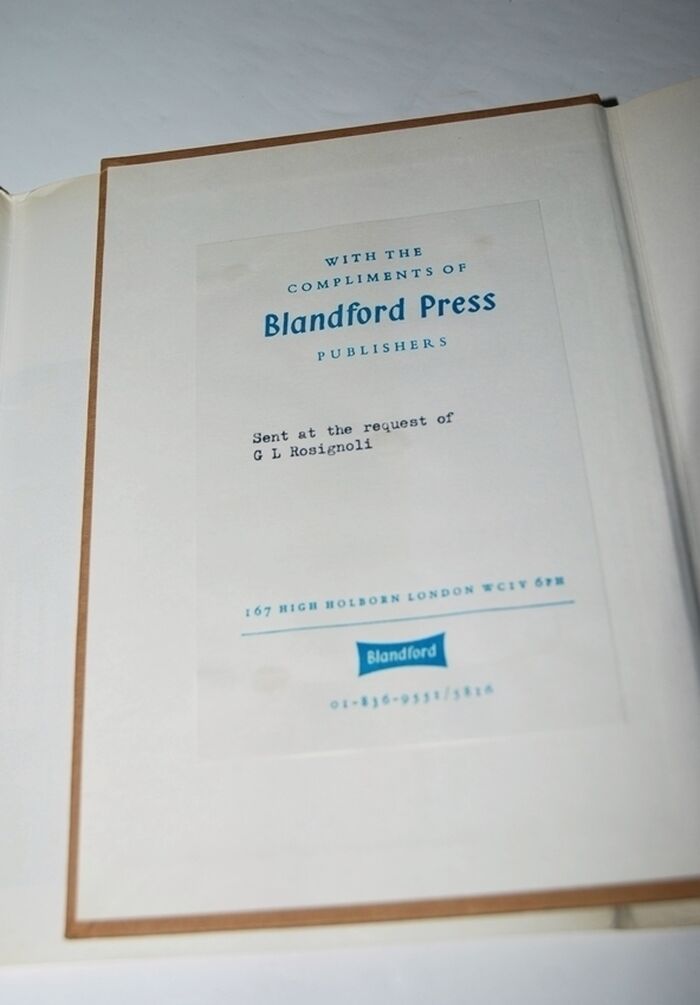 WITH THE
COMPLIMENTS OF
Blandford Press
PUBLISHERS
Sent at the request of
G L Rosignoli
167 HIGH HOLBORN LONDON WC1V 6PH
Blandford
01-836-9551/5816